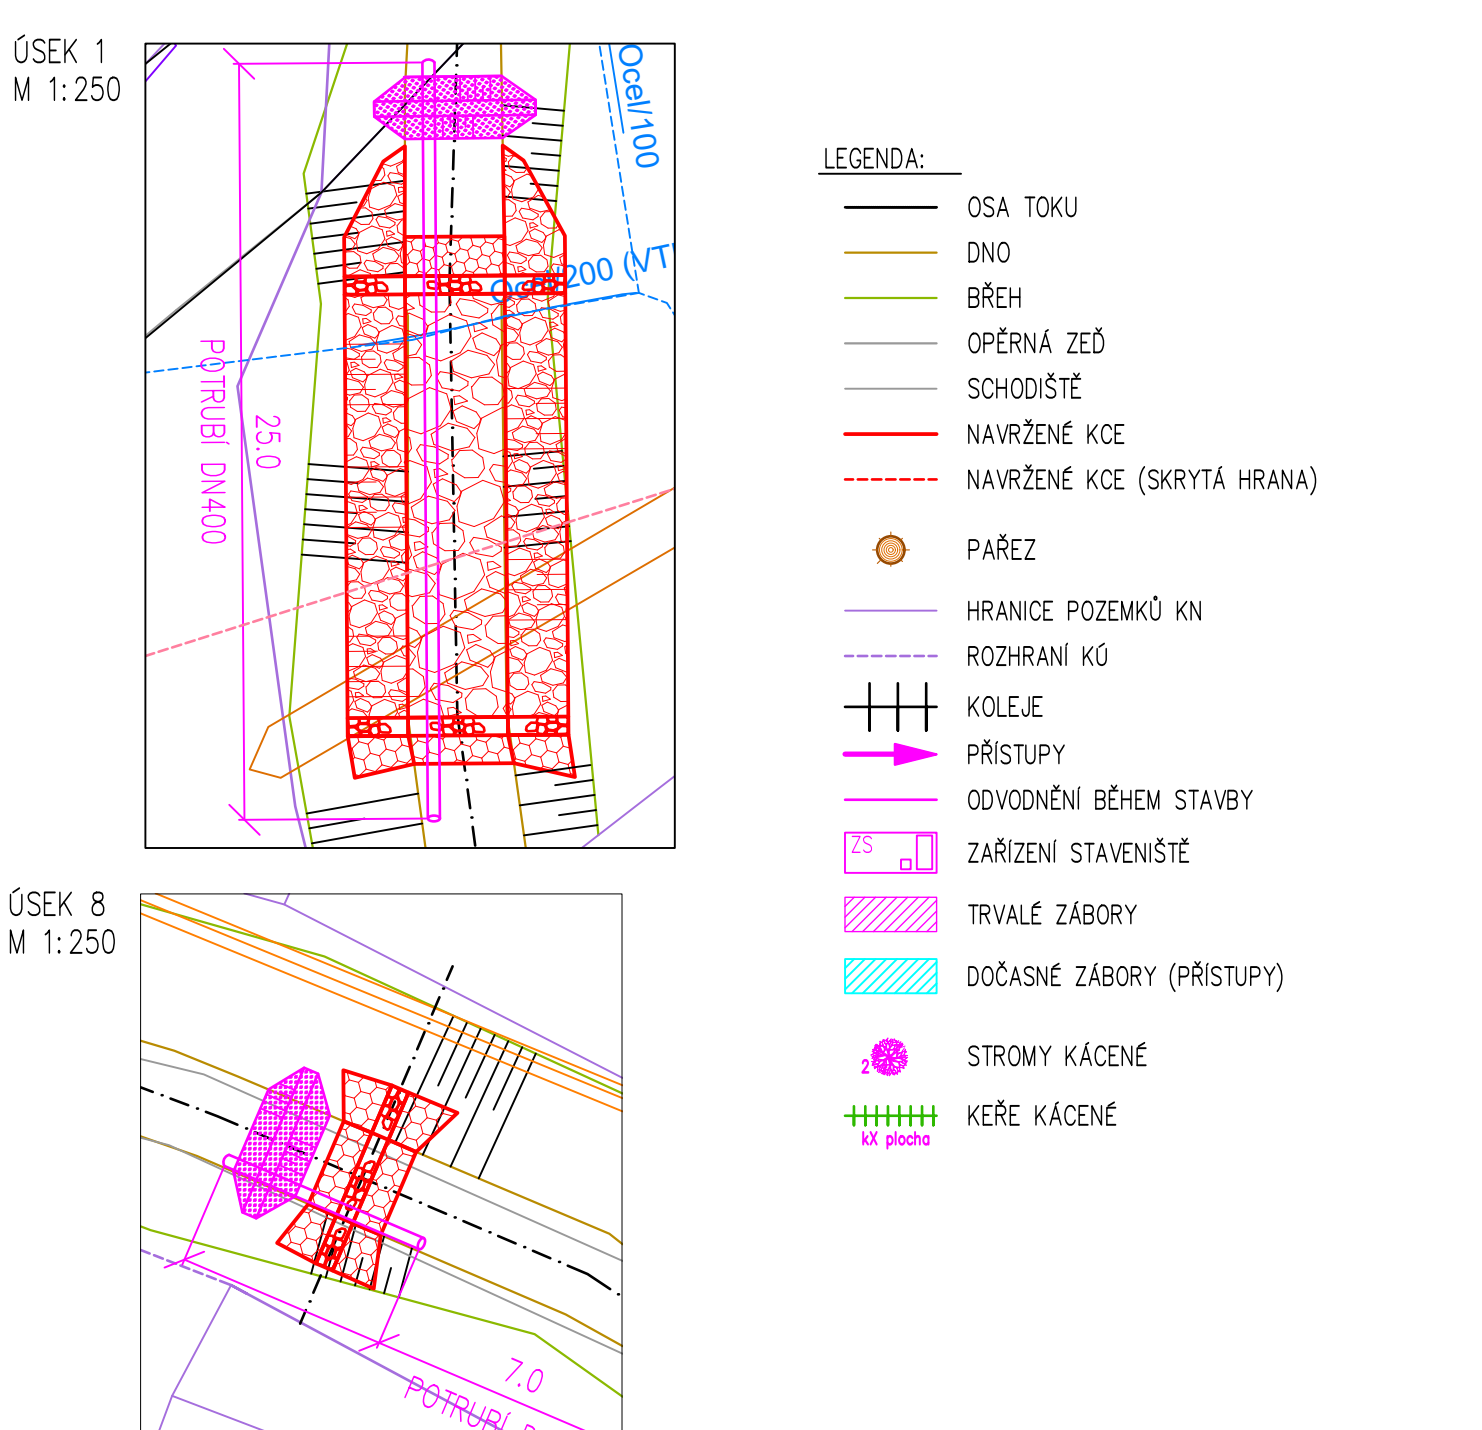 ÚSEK 1
M 1:250
Ocel/100
200 (VT
25.0
POTRUBÍ DN400
ÚSEK 8
M 1:250
7.0
POTRUBÍ
LEGENDA:
OSA TOKU
DNO
BŘEH
OPĚRNÁ ZEĎ
SCHODIŠTĚ
NAVRŽENÉ KCE
NAVRŽENÉ KCE (SKRYTÁ HRANA)
PAŘEZ
HRANICE POZEMKŮ KN
ROZHRANÍ KÚ
KOLEJE
PŘÍSTUPY
ODVODNĚNÍ BĚHEM STAVBY
ZS
ZAŘÍZENÍ STAVENIŠTĚ
TRVALÉ ZÁBORY
DOČASNÉ ZÁBORY (PŘÍSTUPY)
2
STROMY KÁCENÉ
KEŘE KÁCENÉ
kX plocha